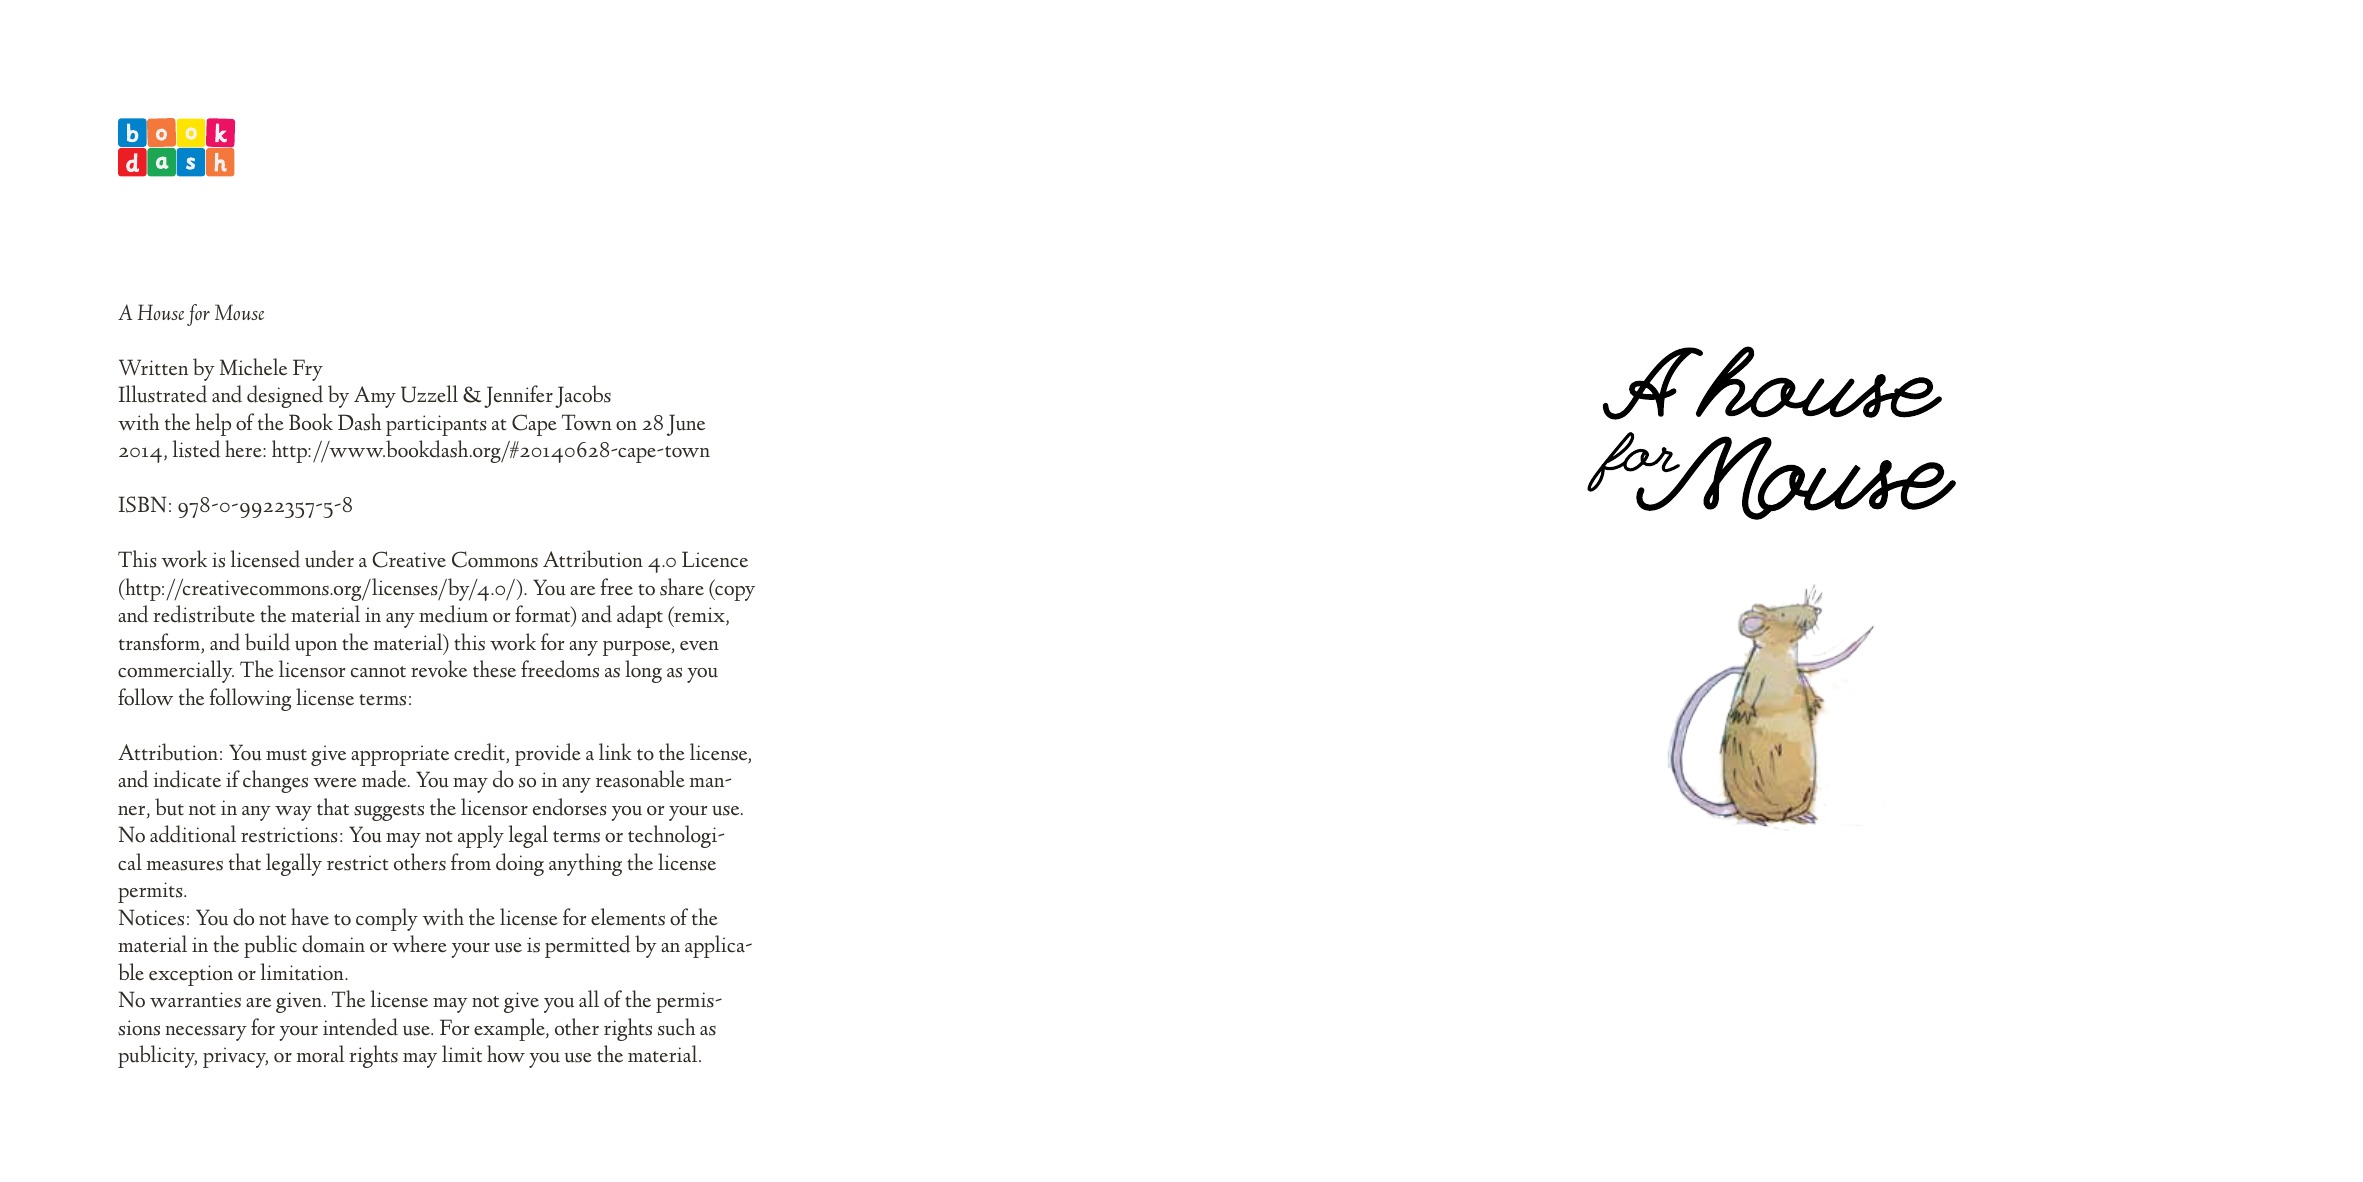 book
dash
A House for Mouse
Written by Michele Fry
Illustrated and designed by Amy Uzzell & Jennifer Jacobs
with the help of the Book Dash participants at Cape Town on 28 June
2014, listed here: http://www.bookdash.org/#20140628-cape-town
ISBN: 978-0-9922357-5-8
This work is licensed under a Creative Commons Attribution 4.0 Licence
(http://creativecommons.org/licenses/by/4.0/). You are free to share (copy
and redistribute the material in any medium or format) and adapt (remix,
transform, and build upon the material) this work for any purpose, even
commercially. The licensor cannot revoke these freedoms as long as you
follow the following license terms:
Attribution: You must give appropriate credit, provide a link to the license,
and indicate if changes were made. You may do so in any reasonable man-
ner, but not in any way that suggests the licensor endorses you or your use.
No additional restrictions: You may not apply legal terms or technologi-
cal measures that legally restrict others from doing anything the license
permits.
Notices: You do not have to comply with the license for elements of the
material in the public domain or where your use is permitted by an applica-
ble exception or limitation.
No warranties are given. The license may not give you all of the permis-
sions necessary for your intended use. For example, other rights such as
publicity, privacy, or moral rights may limit how you use the material.
A house
for Mouse